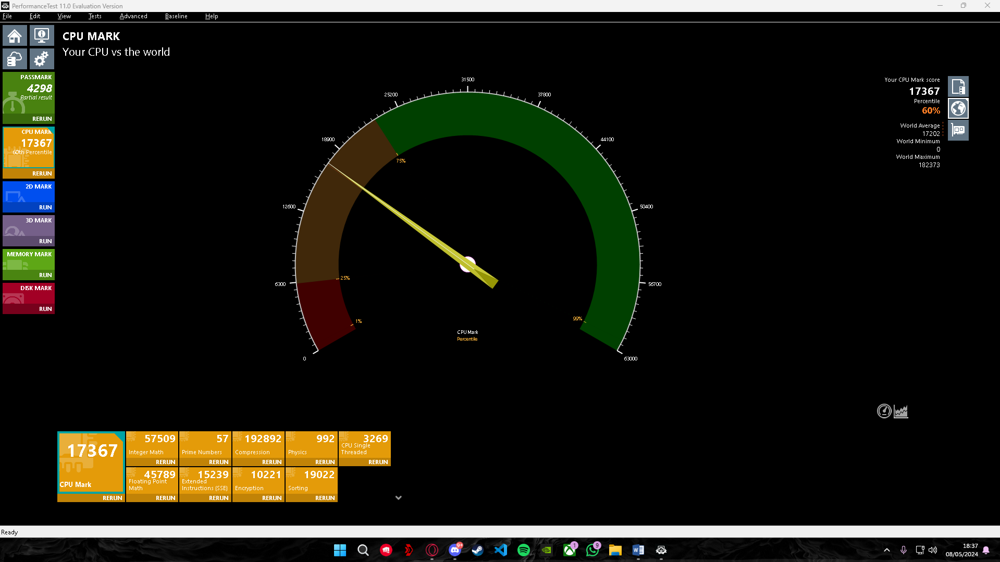 PerformanceTest 11.0 Evaluation Version
File Edit View Tests Advanced Baseline Help
CPU MARK
Your CPU vs the world
PASSMARK
4298
Partial result
RERUN
CPU MARK
17367
60th Percentile
RERUN
2D MARK
RUN
3D MARK
RUN
MEMORY MARK
RUN
DISK MARK
RUN
0
6300
12600
18900
25200
31500
37800
44100
50400
56700
63000
1%
25%
75%
99%
CPU Mark
Percentile
Your CPU Mark score
17367
Percentile
60%
World Average
17202
World Minimum
0
World Maximum
182373
17367
CPU Mark
RERUN
57509
Integer Math
RERUN
57
Prime Numbers
RERUN
192892
Compression
RERUN
992
Physics
RERUN
3269
CPU Single
Threaded
RERUN
45789
Floating Point
Math
RERUN
15239
Extended
Instructions (SSE)
RERUN
10221
Encryption
RERUN
19022
Sorting
RERUN
Ready
9+
1
9
18:37
08/05/2024